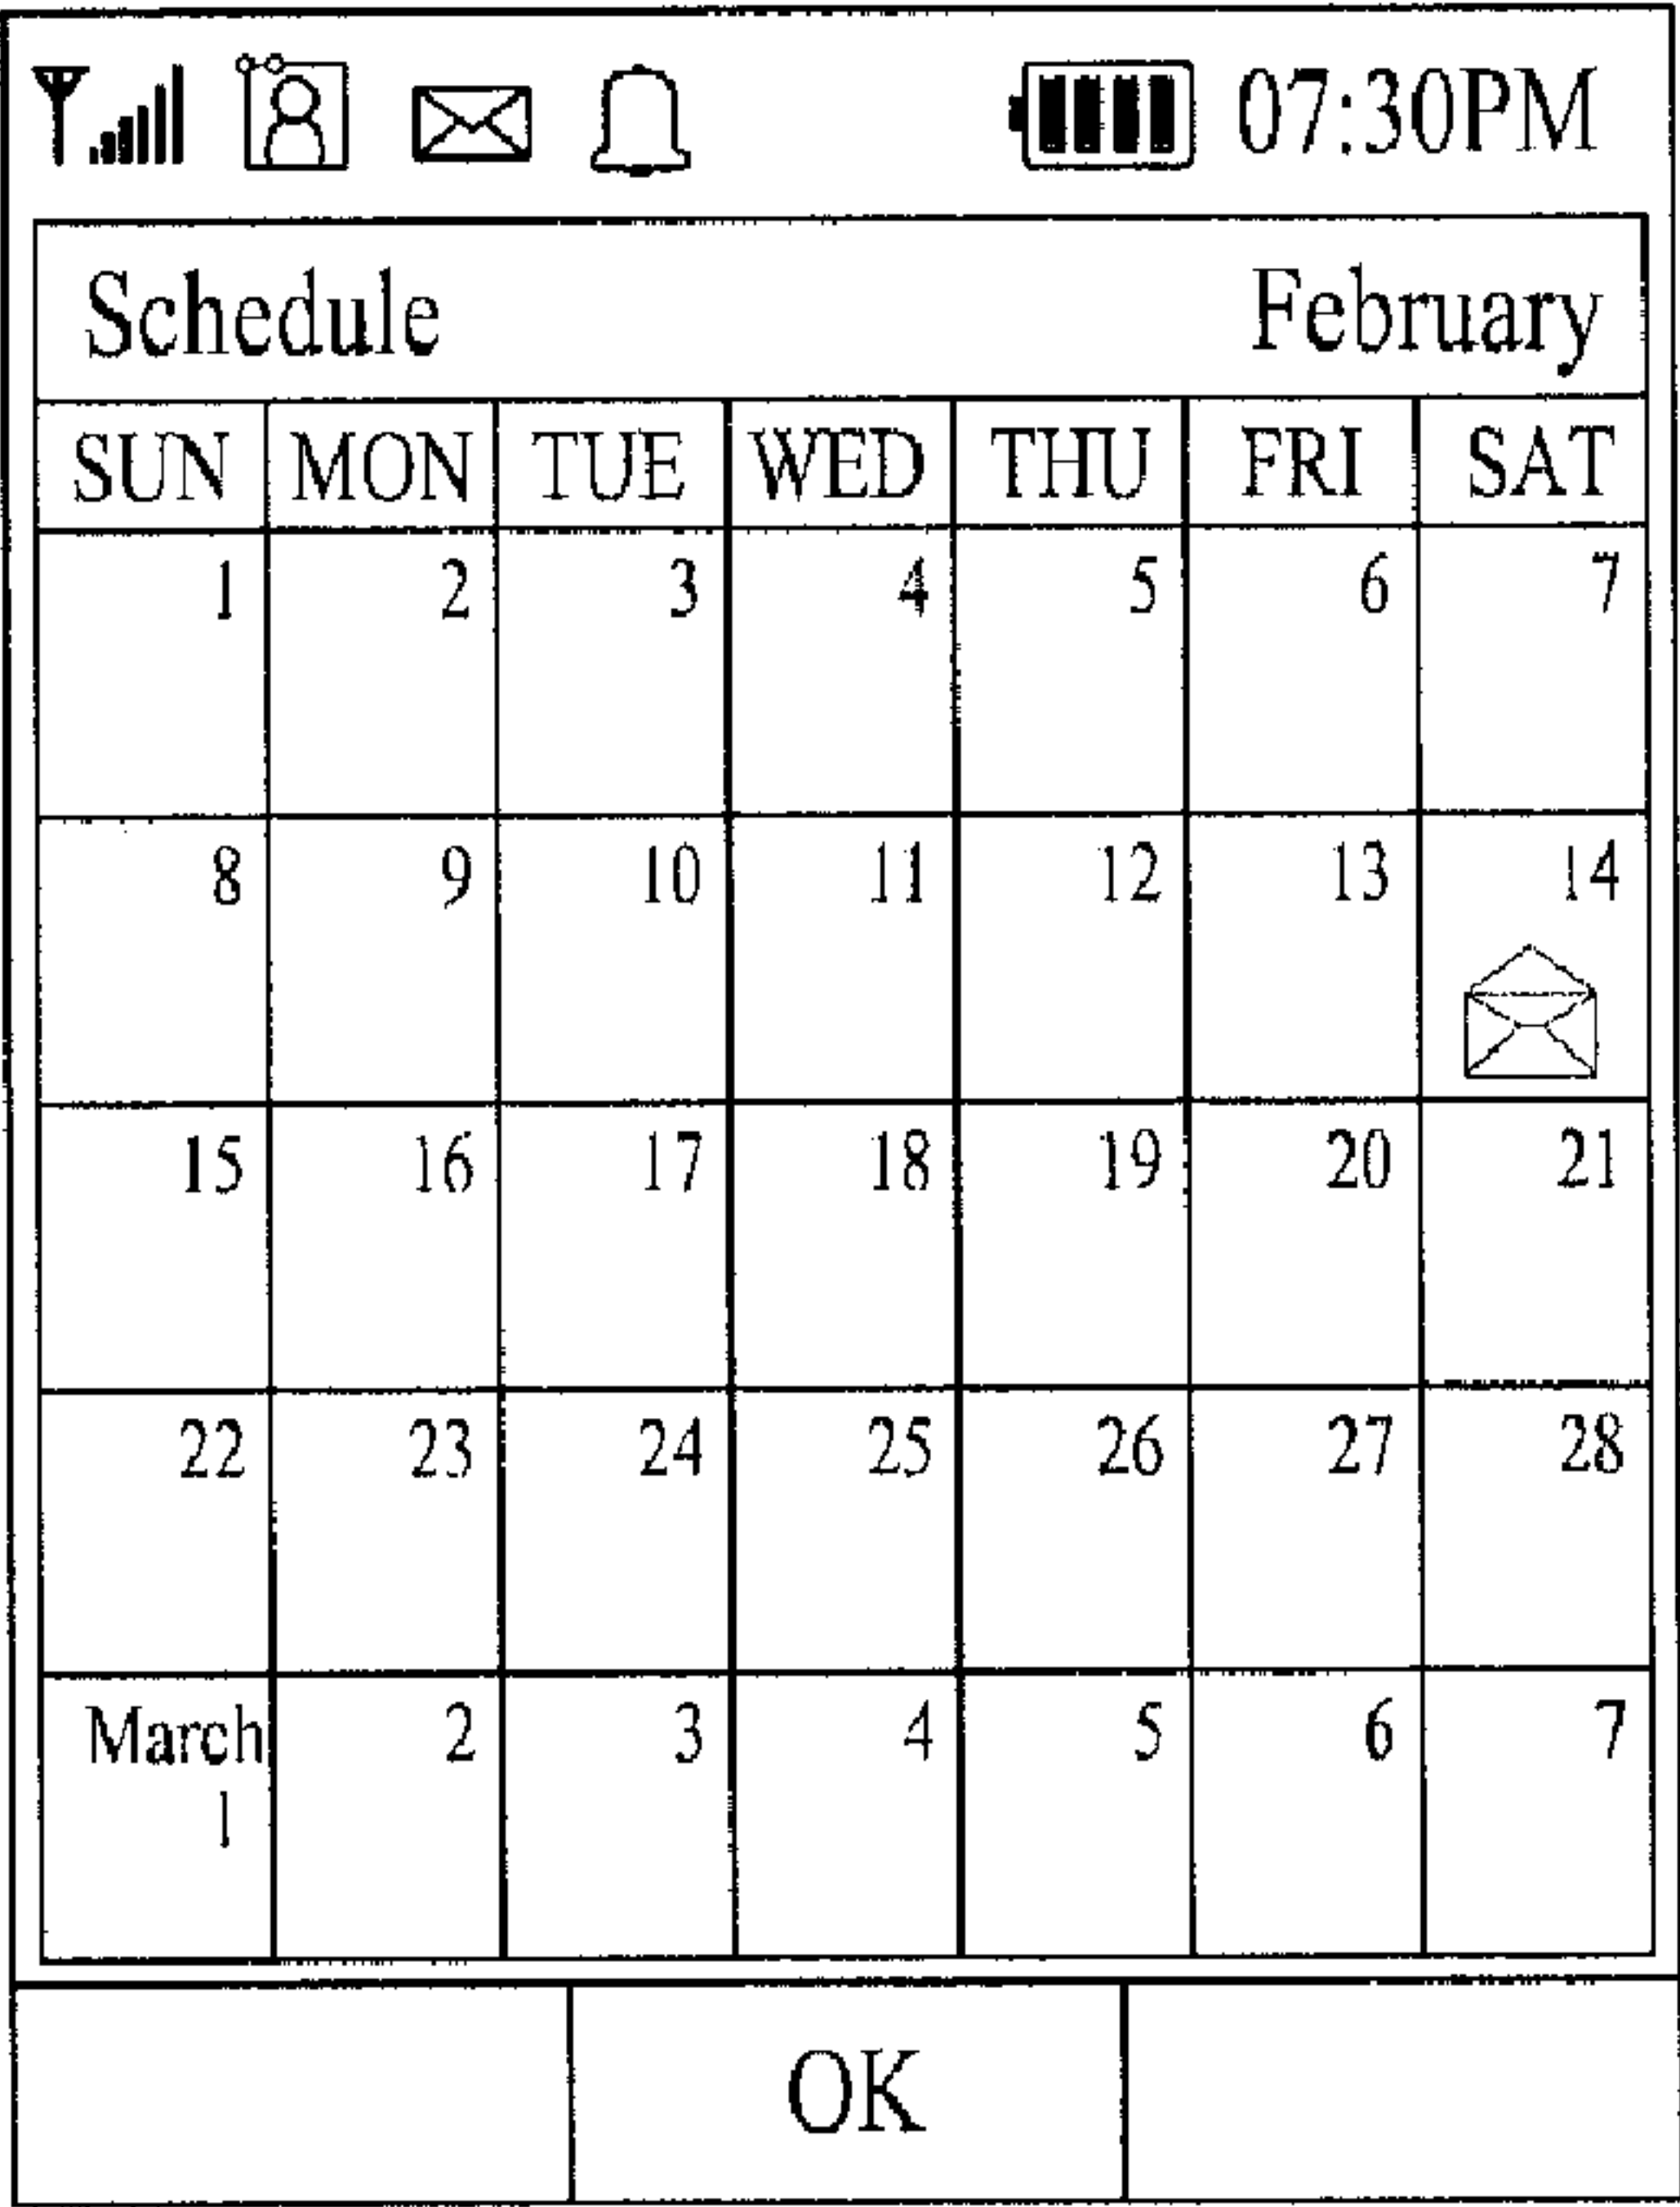 07:30PM
Schedule February
SUN MON TUE WED THU FRI SAT
1 2 3 4 5 6 7
8 9 10 11 12 13 14
15 16 17 18 19 20 21
22 23 24 25 26 27 28
March 2 3 4 5 6 7
1
OK